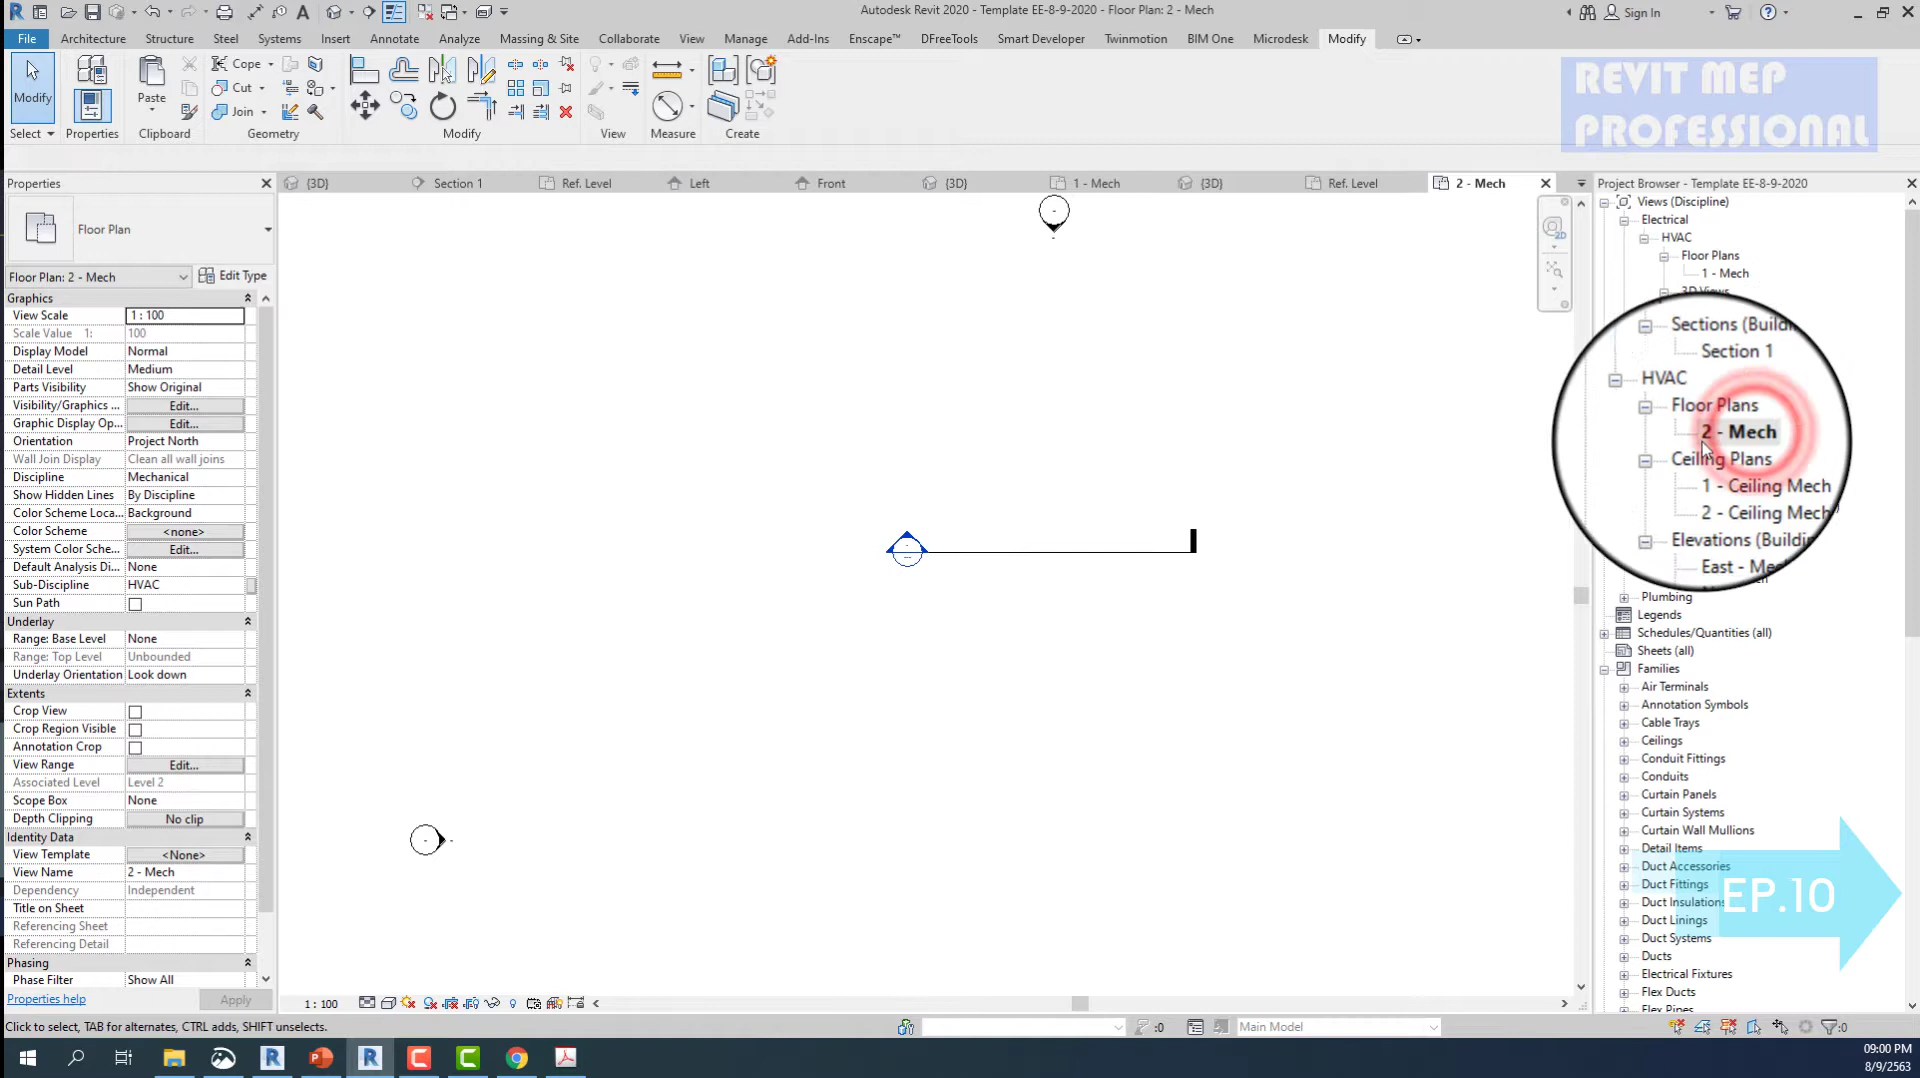 Autodesk Revit 2020 - Template EE-8-9-2020 - Floor Plan: 2 - Mech
Sign In
File Architecture Structure Steel Systems Insert Annotate Analyze Massing & Site Collaborate View Manage Add-Ins Enscape™ DFreeTools Smart Developer Twinmotion BIM One Microdesk Modify
Modify
Paste
Cope
Cut
Join
Select Properties Clipboard Geometry Modify View Measure Create
REVIT MEP
PROFESSIONAL
Properties
{3D} Section 1 Ref. Level Left Front {3D} 1 - Mech {3D} Ref. Level 2 - Mech
Floor Plan
Floor Plan: 2 - Mech Edit Type
Graphics
View Scale 1 : 100
Scale Value 1: 100
Display Model Normal
Detail Level Medium
Parts Visibility Show Original
Visibility/Graphics ... Edit...
Graphic Display Op... Edit...
Orientation Project North
Wall Join Display Clean all wall joins
Discipline Mechanical
Show Hidden Lines By Discipline
Color Scheme Loca... Background
Color Scheme <none>
System Color Sche... Edit...
Default Analysis Di... None
Sub-Discipline HVAC
Sun Path
Underlay
Range: Base Level None
Range: Top Level Unbounded
Underlay Orientation Look down
Extents
Crop View
Crop Region Visible
Annotation Crop
View Range Edit...
Associated Level Level 2
Scope Box None
Depth Clipping No clip
Identity Data
View Template <None>
View Name 2 - Mech
Dependency Independent
Title on Sheet
Referencing Sheet
Referencing Detail
Phasing
Phase Filter Show All
Properties help Apply
2D
Project Browser - Template EE-8-9-2020
Views (Discipline)
Electrical
HVAC
Floor Plans
1 - Mech
3D Views
Sections (Buildi
Section 1
HVAC
Floor Plans
2 - Mech
Ceiling Plans
1 - Ceiling Mech
2 - Ceiling Mech
Elevations (Buildin
East - Me
Plumbing
Legends
Schedules/Quantities (all)
Sheets (all)
Families
Air Terminals
Annotation Symbols
Cable Trays
Ceilings
Conduit Fittings
Conduits
Curtain Panels
Curtain Systems
Curtain Wall Mullions
Detail Items
Duct Accessories
Duct Fittings
Duct Insulations
Duct Linings
Duct Systems
Ducts
Electrical Fixtures
Flex Ducts
Flex Pipes
EP.10
1 : 100
Click to select, TAB for alternates, CTRL adds, SHIFT unselects.
:0
Main Model
:0
09:00 PM
8/9/2563